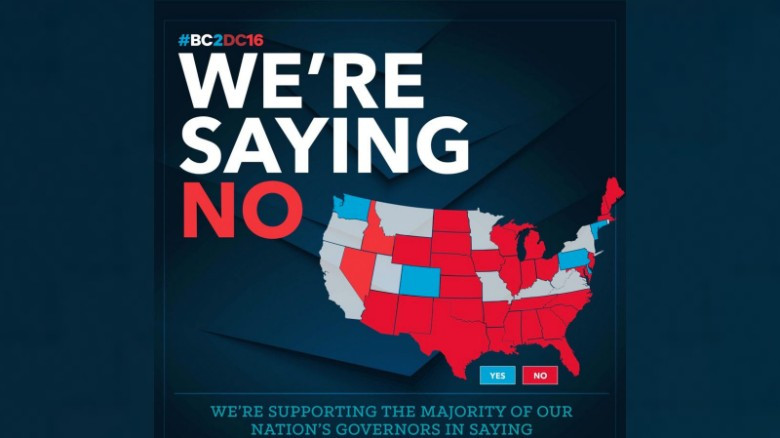 #BC2DC16
WE'RE
SAYING
NO
YES NO
WE'RE SUPPORTING THE MAJORITY OF OUR
NATION'S GOVERNORS IN SAYING